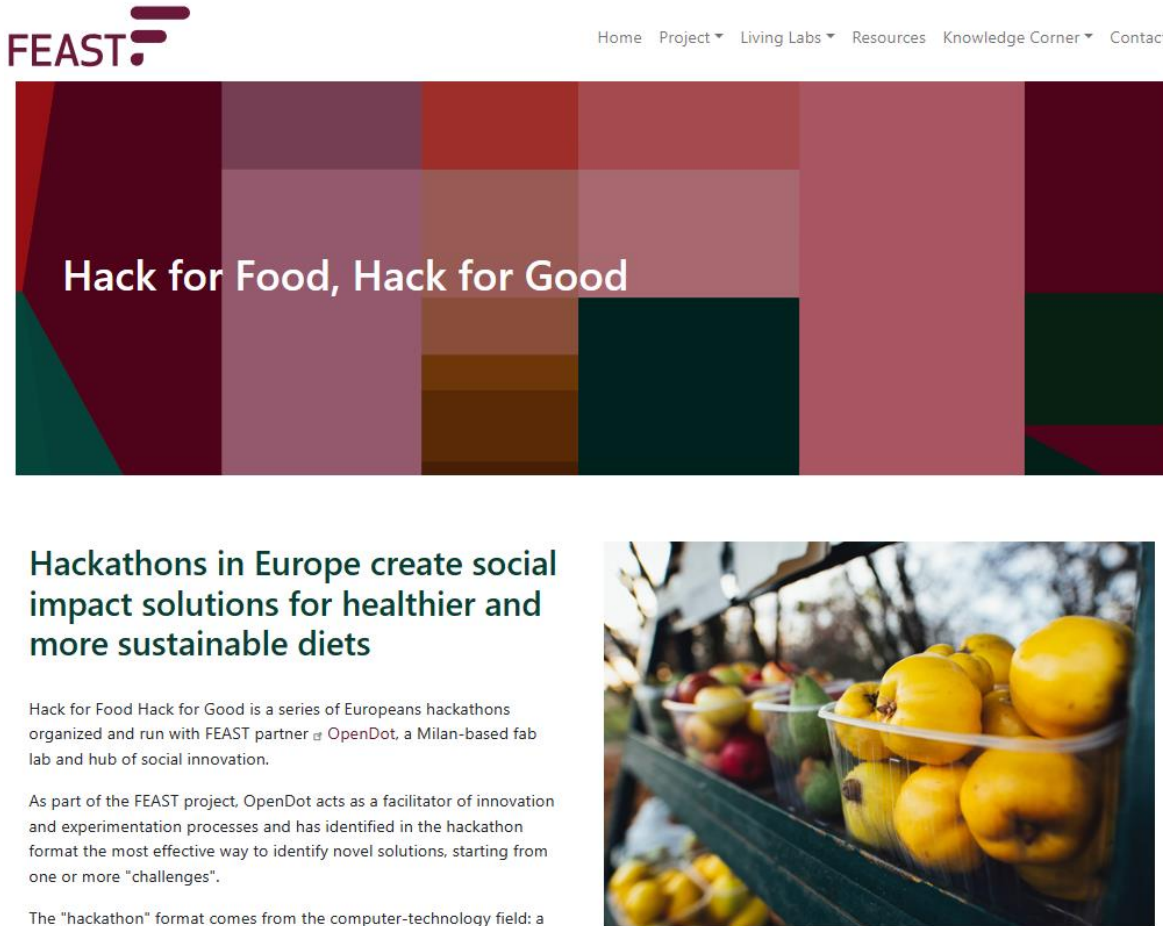 FEAST
Home Project Living Labs Resources Knowledge Corner Contact
Hack for Food, Hack for Good
Hackathons in Europe create social
impact solutions for healthier and
more sustainable diets
Hack for Food Hack for Good is a series of Europeans hackathons
organized and run with FEAST partner OpenDot, a Milan-based fab
lab and hub of social innovation.
As part of the FEAST project, OpenDot acts as a facilitator of innovation
and experimentation processes and has identified in the hackathon
format the most effective way to identify novel solutions, starting from
one or more "challenges".
The "hackathon" format comes from the computer-technology field: a